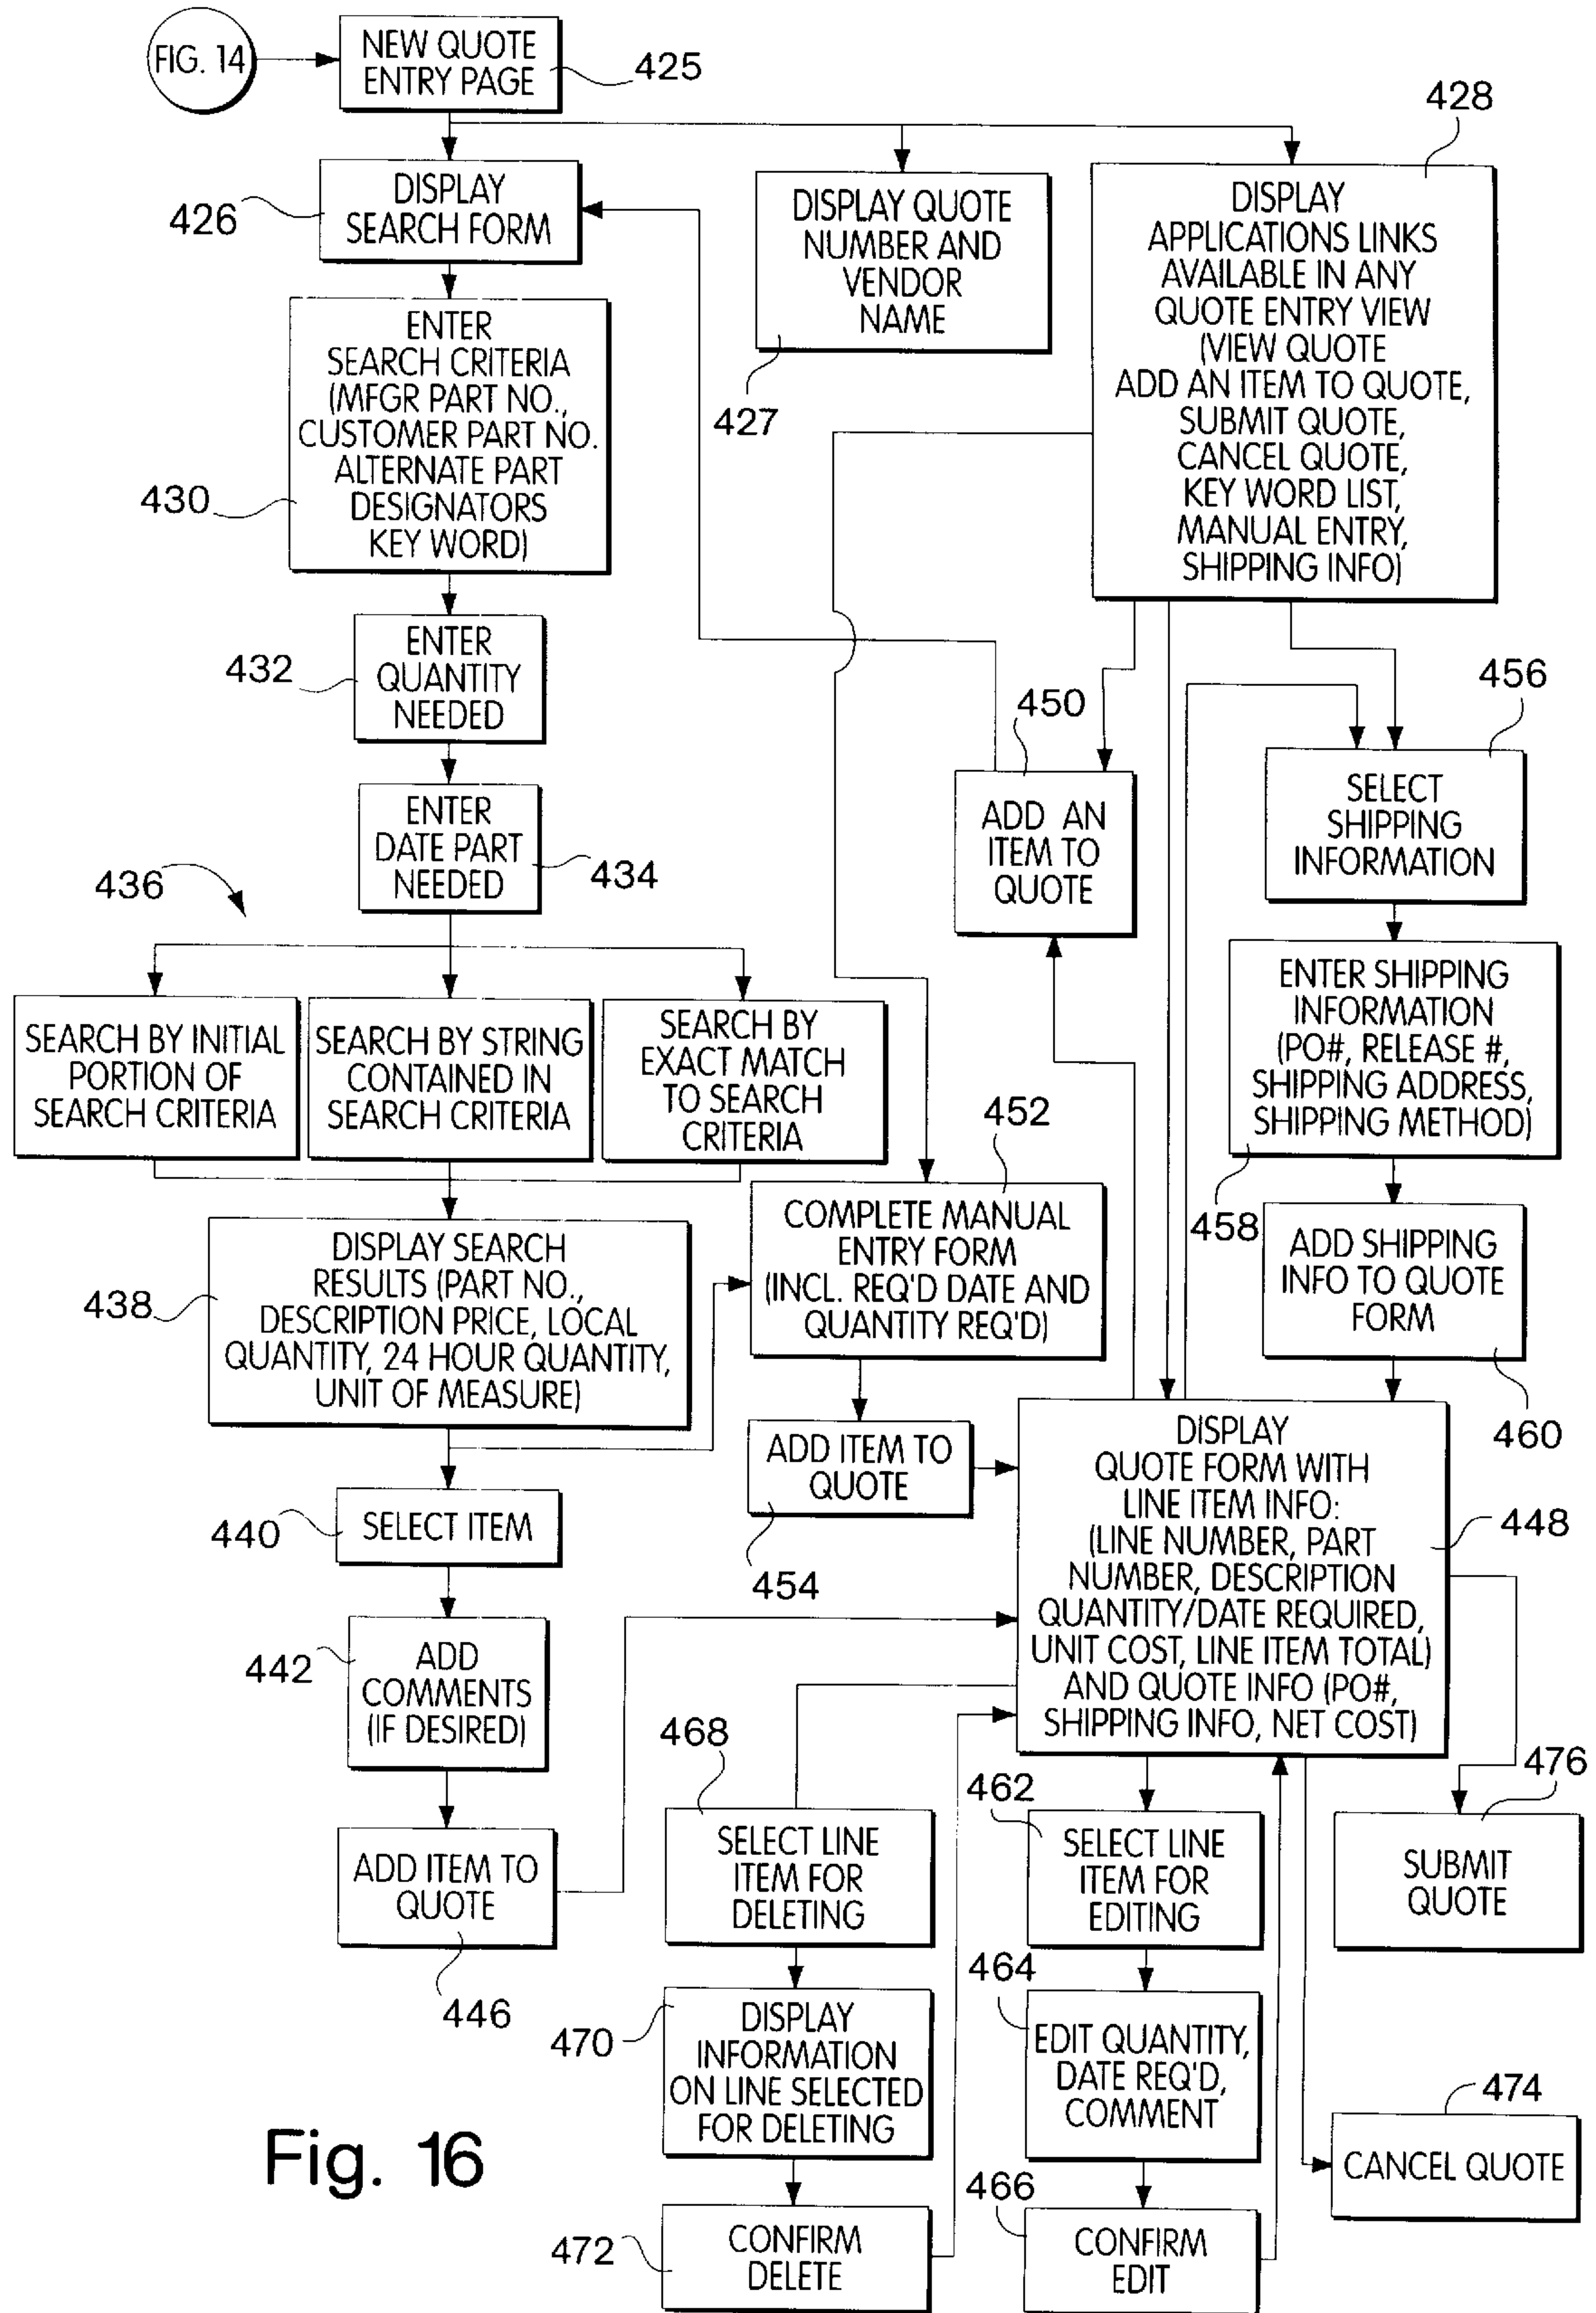 FIG. 14
NEW QUOTE
ENTRY PAGE
425
428
DISPLAY
SEARCH FORM
426
DISPLAY QUOTE
NUMBER AND
VENDOR
NAME
427
DISPLAY
APPLICATIONS LINKS
AVAILABLE IN ANY
QUOTE ENTRY VIEW
(VIEW QUOTE
ADD AN ITEM TO QUOTE,
SUBMIT QUOTE,
CANCEL QUOTE,
KEY WORD LIST,
MANUAL ENTRY,
SHIPPING INFO)
ENTER
SEARCH CRITERIA
(MFGR PART NO.,
CUSTOMER PART NO.
ALTERNATE PART
DESIGNATORS
KEY WORD)
430
ENTER
QUANTITY
NEEDED
432
ENTER
DATE PART
NEEDED
434
436
450
ADD AN
ITEM TO
QUOTE
456
SELECT
SHIPPING
INFORMATION
SEARCH BY INITIAL
PORTION OF
SEARCH CRITERIA
SEARCH BY STRING
CONTAINED IN
SEARCH CRITERIA
SEARCH BY
EXACT MATCH
TO SEARCH
CRITERIA
ENTER SHIPPING
INFORMATION
(PO#, RELEASE #,
SHIPPING ADDRESS,
SHIPPING METHOD)
458
452
COMPLETE MANUAL
ENTRY FORM
(INCL. REQ'D DATE AND
QUANTITY REQ'D)
ADD SHIPPING
INFO TO QUOTE
FORM
460
DISPLAY SEARCH
RESULTS (PART NO.,
DESCRIPTION PRICE, LOCAL
QUANTITY, 24 HOUR QUANTITY,
UNIT OF MEASURE)
438
ADD ITEM TO
QUOTE
454
DISPLAY
QUOTE FORM WITH
LINE ITEM INFO:
(LINE NUMBER, PART
NUMBER, DESCRIPTION
QUANTITY/DATE REQUIRED,
UNIT COST, LINE ITEM TOTAL)
AND QUOTE INFO (PO#,
SHIPPING INFO, NET COST)
448
440
SELECT ITEM
442
ADD
COMMENTS
(IF DESIRED)
ADD ITEM TO
QUOTE
446
468
SELECT LINE
ITEM FOR
DELETING
462
SELECT LINE
ITEM FOR
EDITING
476
SUBMIT
QUOTE
470
DISPLAY
INFORMATION
ON LINE SELECTED
FOR DELETING
464
EDIT QUANTITY,
DATE REQ'D,
COMMENT
474
CANCEL QUOTE
472
CONFIRM
DELETE
466
CONFIRM
EDIT
Fig. 16